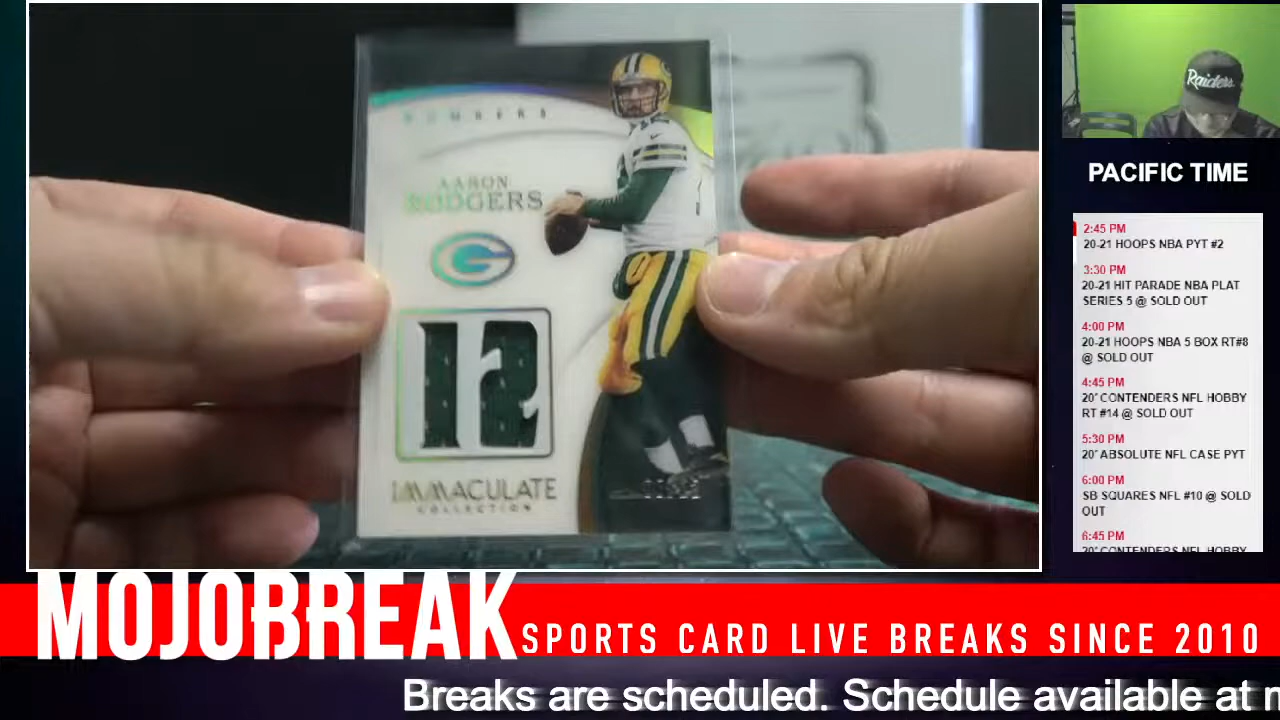 NUMBERS
AARON
RODGERS
G
12
IMMACULATE
COLLECTION
Raiders
PACIFIC TIME
2:45 PM
20-21 HOOPS NBA PYT #2
3:30 PM
20-21 HIT PARADE NBA PLAT
SERIES 5 @ SOLD OUT
4:00 PM
20-21 HOOPS NBA 5 BOX RT#8
@ SOLD OUT
4:45 PM
20' CONTENDERS NFL HOBBY
RT #14 @ SOLD OUT
5:30 PM
20' ABSOLUTE NFL CASE PYT
6:00 PM
SB SQUARES NFL #10 @ SOLD
OUT
6:45 PM
20' CONTENDERS NFL HOBBY
MOJOBREAK
SPORTS CARD LIVE BREAKS SINCE 2010
Breaks are scheduled. Schedule available at